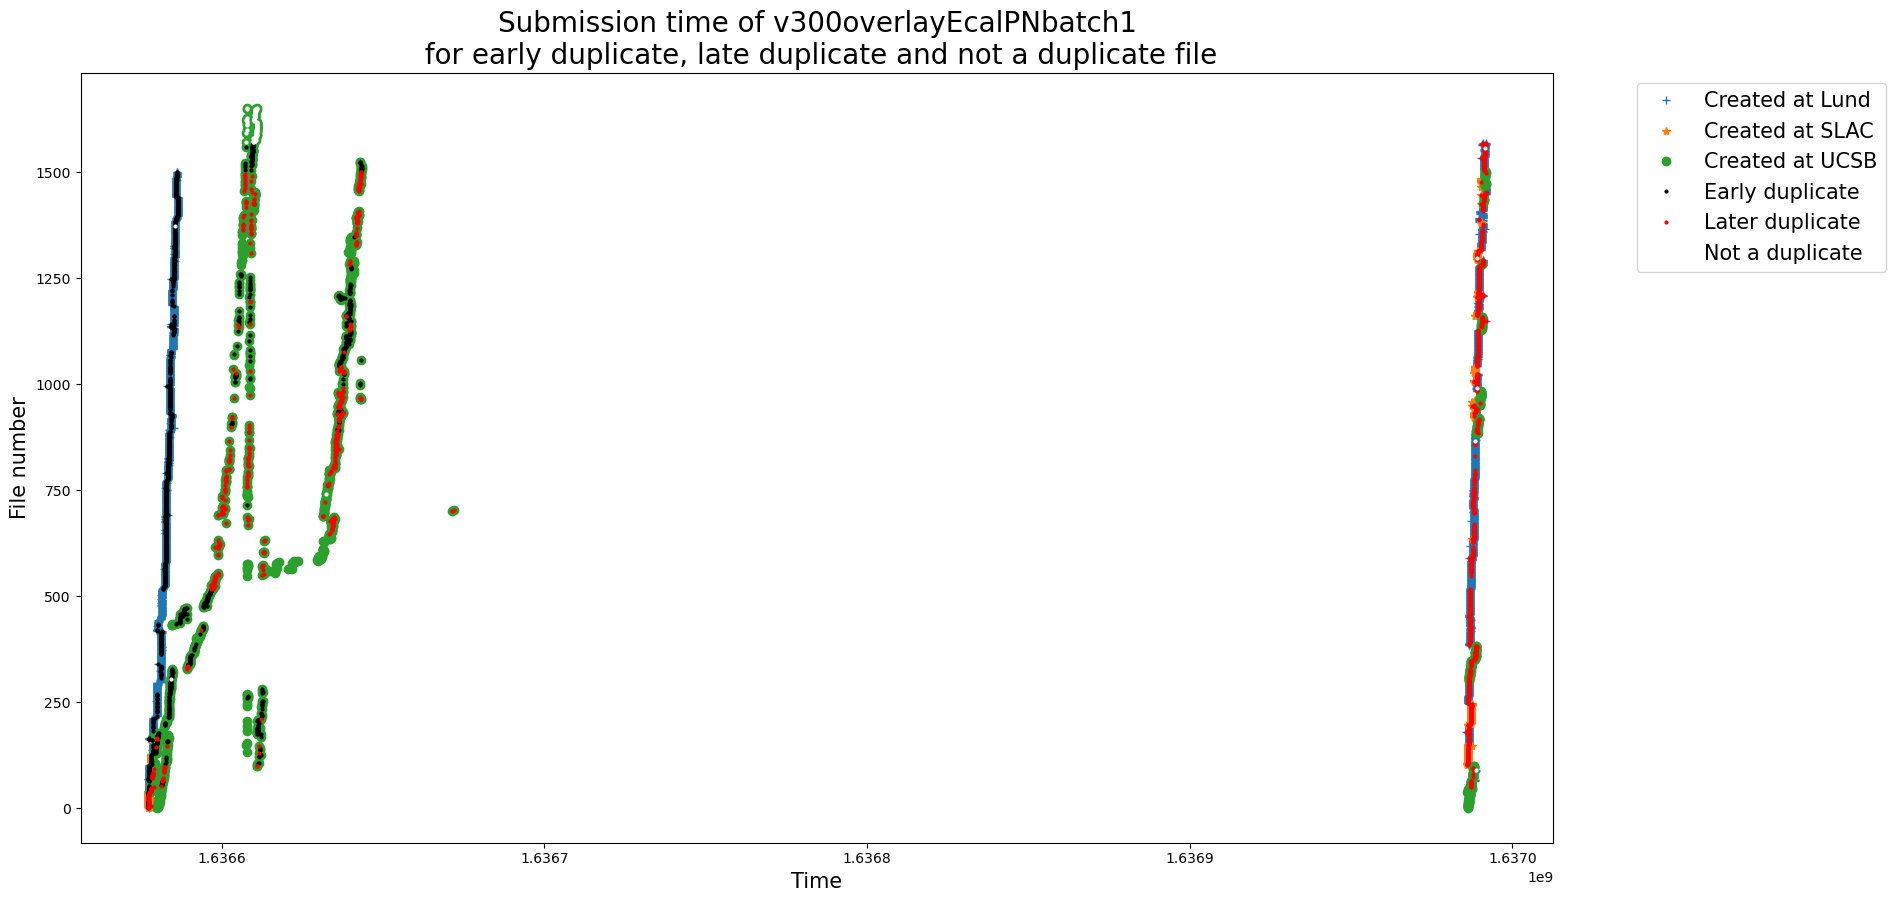 Submission time of v300overlayEcalPNbatch1
for early duplicate, late duplicate and not a duplicate file
Created at Lund
Created at SLAC
Created at UCSB
Early duplicate
Later duplicate
Not a duplicate
File number
1500
1250
1000
750
500
250
0
1.6366
1.6367
1.6368
1.6369
1.6370
1e9
Time